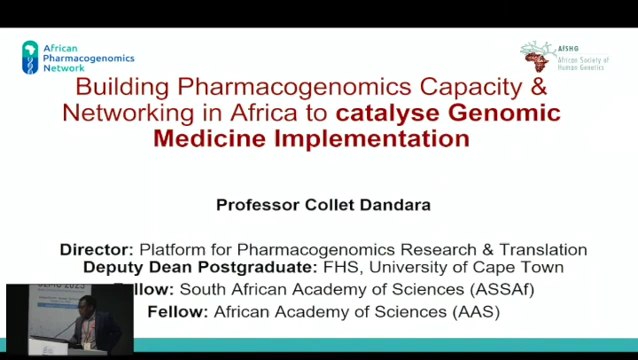 African
Pharmacogenomics
Network
AfSHG
African Society of
Human Genetics
Building Pharmacogenomics Capacity &
Networking in Africa to catalyse Genomic
Medicine Implementation
Professor Collet Dandara
Director: Platform for Pharmacogenomics Research & Translation
Deputy Dean Postgraduate: FHS, University of Cape Town
South African Academy of Sciences (ASSAf)
Fellow: African Academy of Sciences (AAS)